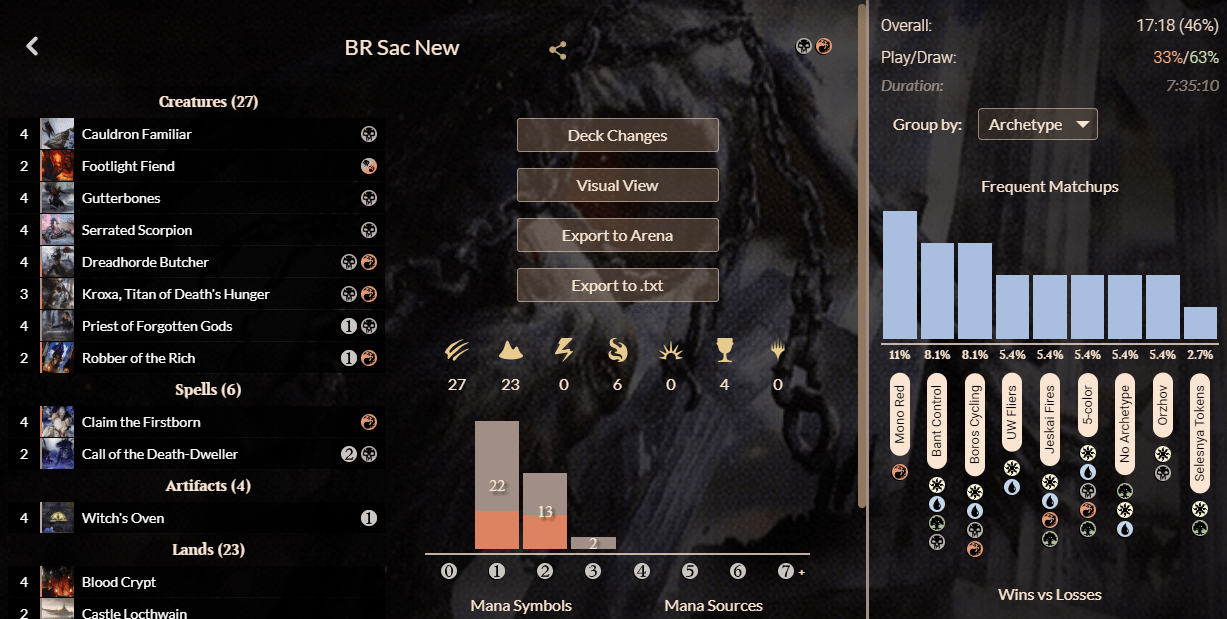 BR Sac New
Creatures (27)
4 Cauldron Familiar
2 Footlight Fiend
4 Gutterbones
4 Serrated Scorpion
4 Dreadhorde Butcher
3 Kroxa, Titan of Death's Hunger
4 Priest of Forgotten Gods 1
2 Robber of the Rich 1
Spells (6)
4 Claim the Firstborn
2 Call of the Death-Dweller 2
Artifacts (4)
4 Witch's Oven 1
Lands (23)
4 Blood Crypt
2 Castle Locthwain
Deck Changes
Visual View
Export to Arena
Export to .txt
27 23 0 6 0 4 0
22
13
2
0 1 2 3 4 5 6 7 +
Mana Symbols Mana Sources
Overall: 17:18 (46%)
Play/Draw: 33%/63%
Duration: 7:35:10
Group by: Archetype
Frequent Matchups
11% 8.1% 8.1% 5.4% 5.4% 5.4% 5.4% 5.4% 2.7%
Mono Red
Bant Control
Boros Cycling
UW Fliers
Jeskai Fires
5-color
No Archetype
Orzhov
Selesnya Tokens
Wins vs Losses